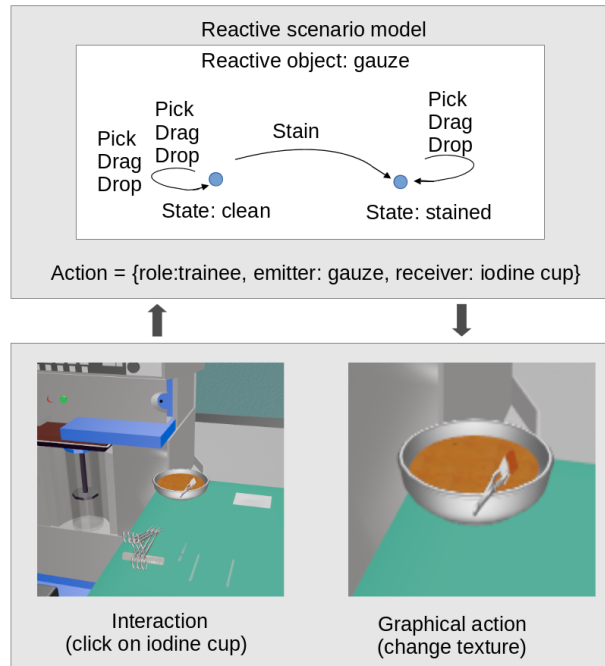 Reactive scenario model
Reactive object: gauze
Pick
Drag
Drop
Pick
Drag
Drop
Stain
Pick
Drag
Drop
State: clean
State: stained
Action = {role:trainee, emitter: gauze, receiver: iodine cup}
Interaction
(click on iodine cup)
Graphical action
(change texture)